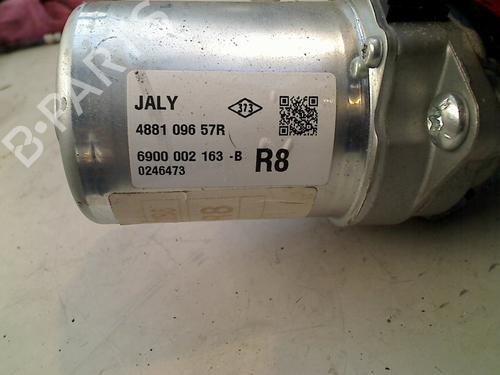 JALY
373
4881 096 57R
6900 002 163 -B
R8
0246473
B-PARTS